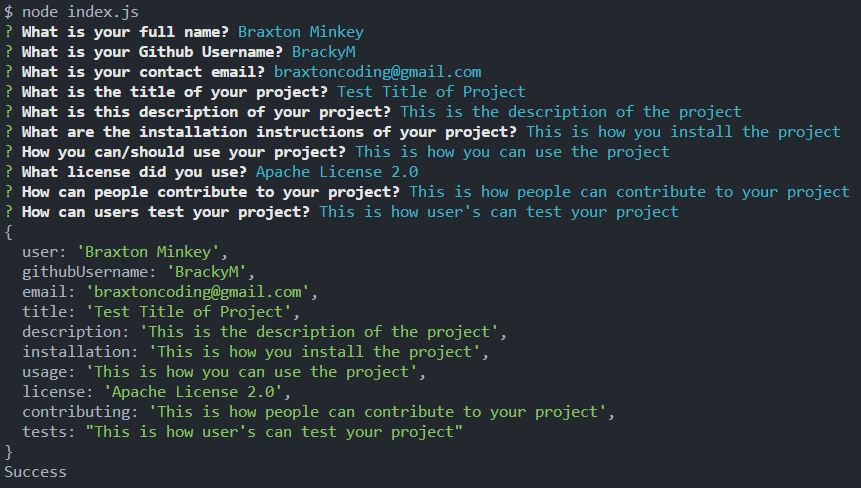 $ node index.js
? What is your full name? Braxton Minkey
? What is your Github Username? BrackyM
? What is your contact email? braxtoncoding@gmail.com
? What is the title of your project? Test Title of Project
? What is this description of your project? This is the description of the project
? What are the installation instructions of your project? This is how you install the project
? How you can/should use your project? This is how you can use the project
? What license did you use? Apache License 2.0
? How can people contribute to your project? This is how people can contribute to your project
? How can users test your project? This is how user's can test your project
{
  user: 'Braxton Minkey',
  githubUsername: 'BrackyM',
  email: 'braxtoncoding@gmail.com',
  title: 'Test Title of Project',
  description: 'This is the description of the project',
  installation: 'This is how you install the project',
  usage: 'This is how you can use the project',
  license: 'Apache License 2.0',
  contributing: 'This is how people can contribute to your project',
  tests: "This is how user's can test your project"
}
Success